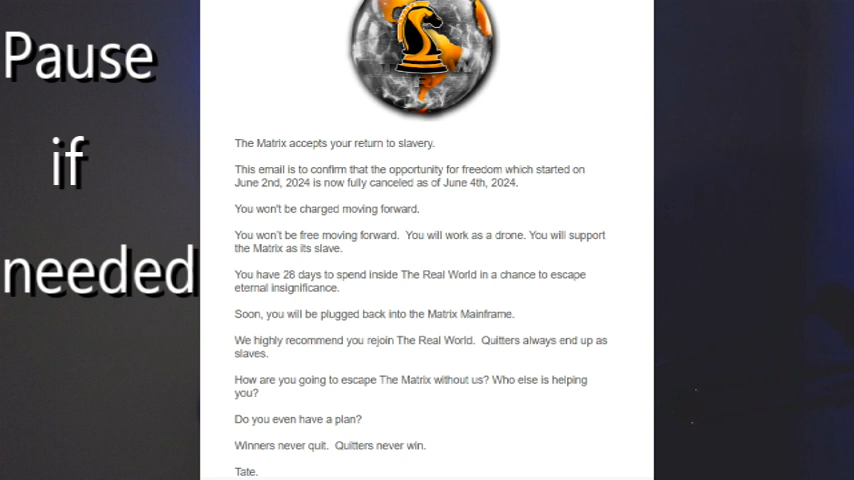 Pause
if
needed
The Matrix accepts your return to slavery.
This email is to confirm that the opportunity for freedom which started on
June 2nd, 2024 is now fully canceled as of June 4th, 2024.
You won't be charged moving forward.
You won't be free moving forward.  You will work as a drone. You will support
the Matrix as its slave.
You have 28 days to spend inside The Real World in a chance to escape
eternal insignificance.
Soon, you will be plugged back into the Matrix Mainframe.
We highly recommend you rejoin The Real World.  Quitters always end up as
slaves.
How are you going to escape The Matrix without us? Who else is helping
you?
Do you even have a plan?
Winners never quit.  Quitters never win.
Tate.